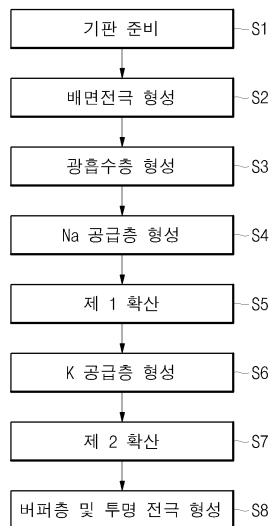 기판 준비 S1
배면전극 형성 S2
광흡수층 형성 S3
Na 공급층 형성 S4
제 1 확산 S5
K 공급층 형성 S6
제 2 확산 S7
버퍼층 및 투명 전극 형성 S8